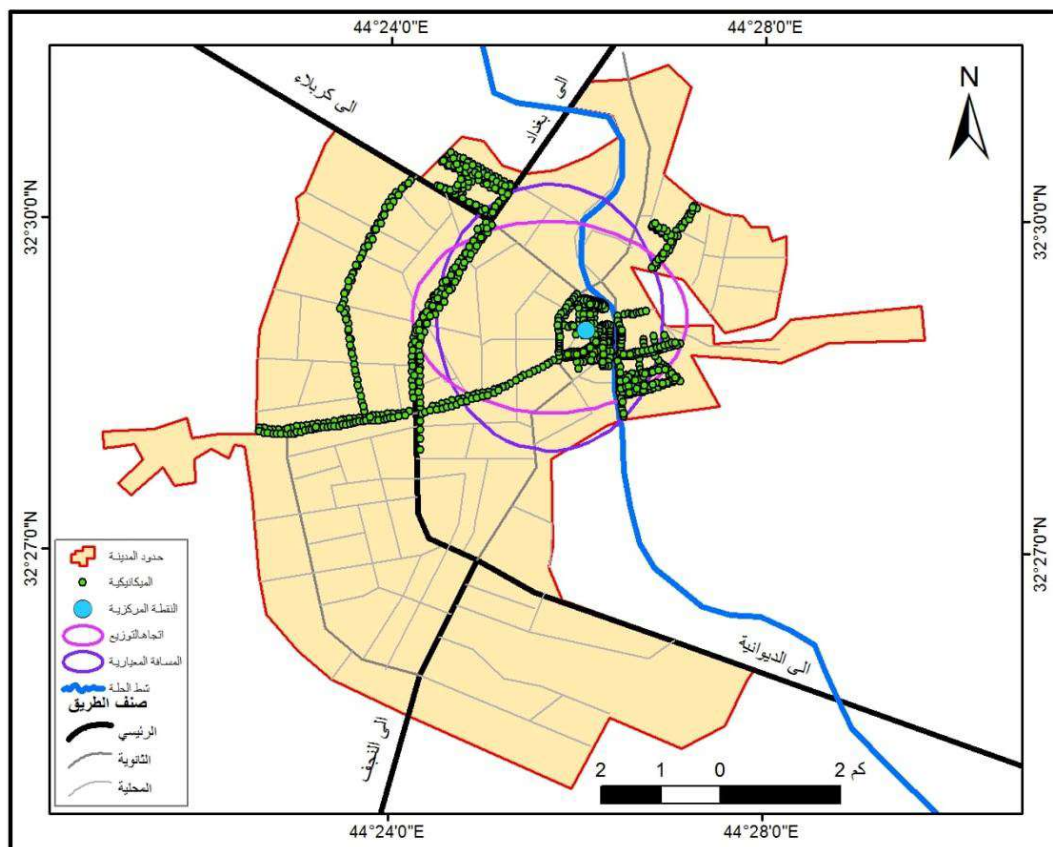 44°24'0"E
44°28'0"E
N
الى كربلاء
الى بغداد
32°30'0"N
32°30'0"N
32°27'0"N
32°27'0"N
حدود المدينة
الميكانيكية
النقطة المركزية
اتجاهالتوزيع
المسافة المعيارية
شط الحلة
صنف الطريق
الرئيسي
الثانوية
المحلية
الى الديوانية
الى النجف
2 1 0 2 كم
44°24'0"E
44°28'0"E